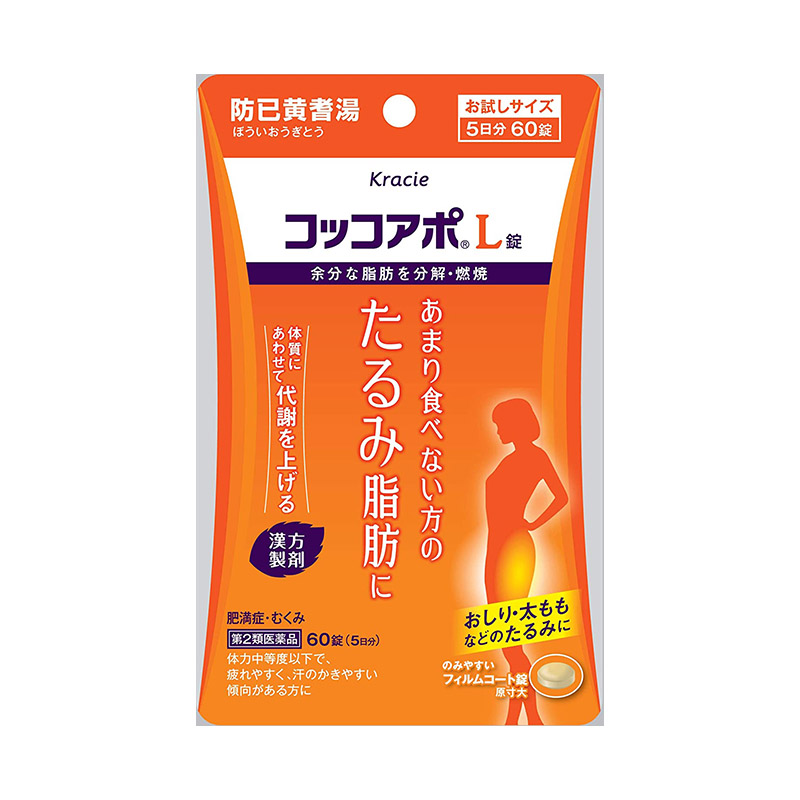 防已黄耆湯
ぼういおうぎとう
お試しサイズ
5日分 60錠
Kracie
コッコアポ® L錠
余分な脂肪を分解・燃焼
あまり食べない方の
たるみ脂肪に
体質に
あわせて代謝を上げる
漢方
製剤
おしり・太もも
などのたるみに
肥満症・むくみ
第2類医薬品 60錠(5日分)
体力中等度以下で、
疲れやすく、汗のかきやすい
傾向がある方に
のみやすい
フィルムコート錠
原寸大